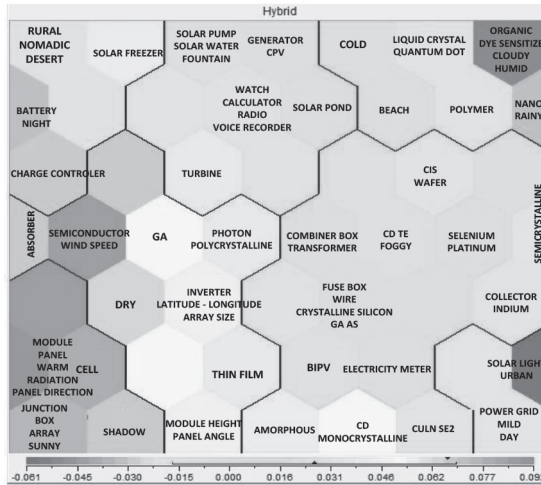 Hybrid
RURAL
NOMADIC
DESERT
SOLAR FREEZER
SOLAR PUMP
SOLAR WATER
FOUNTAIN
GENERATOR
CPV
COLD
LIQUID CRYSTAL
QUANTUM DOT
ORGANIC
DYE SENSITIZE
CLOUDY
HUMID
BATTERY
NIGHT
WATCH
CALCULATOR
RADIO
VOICE RECORDER
SOLAR POND
BEACH
POLYMER
NANO
RAINY
CHARGE CONTROLER
TURBINE
CIS
WAFER
ABSORBER
SEMICONDUCTOR
WIND SPEED
GA
PHOTON
POLYCRYSTALLINE
COMBINER BOX
TRANSFORMER
CD TE
FOGGY
SELENIUM
PLATINUM
SEMICRYSTALLINE
DRY
INVERTER
LATITUDE - LONGITUDE
ARRAY SIZE
FUSE BOX
WIRE
CRYSTALLINE SILICON
GA AS
COLLECTOR
INDIUM
MODULE
PANEL
WARM
RADIATION
PANEL DIRECTION
CELL
THIN FILM
BIPV
ELECTRICITY METER
SOLAR LIGH
URBAN
JUNCTION
BOX
ARRAY
SUNNY
SHADOW
MODULE HEIGHT
PANEL ANGLE
AMORPHOUS
CD
MONOCRYSTALLINE
CULN SE2
POWER GRID
MILD
DAY
-0.061 -0.045 -0.030 -0.015 0.000 0.016 0.031 0.046 0.062 0.077 0.092